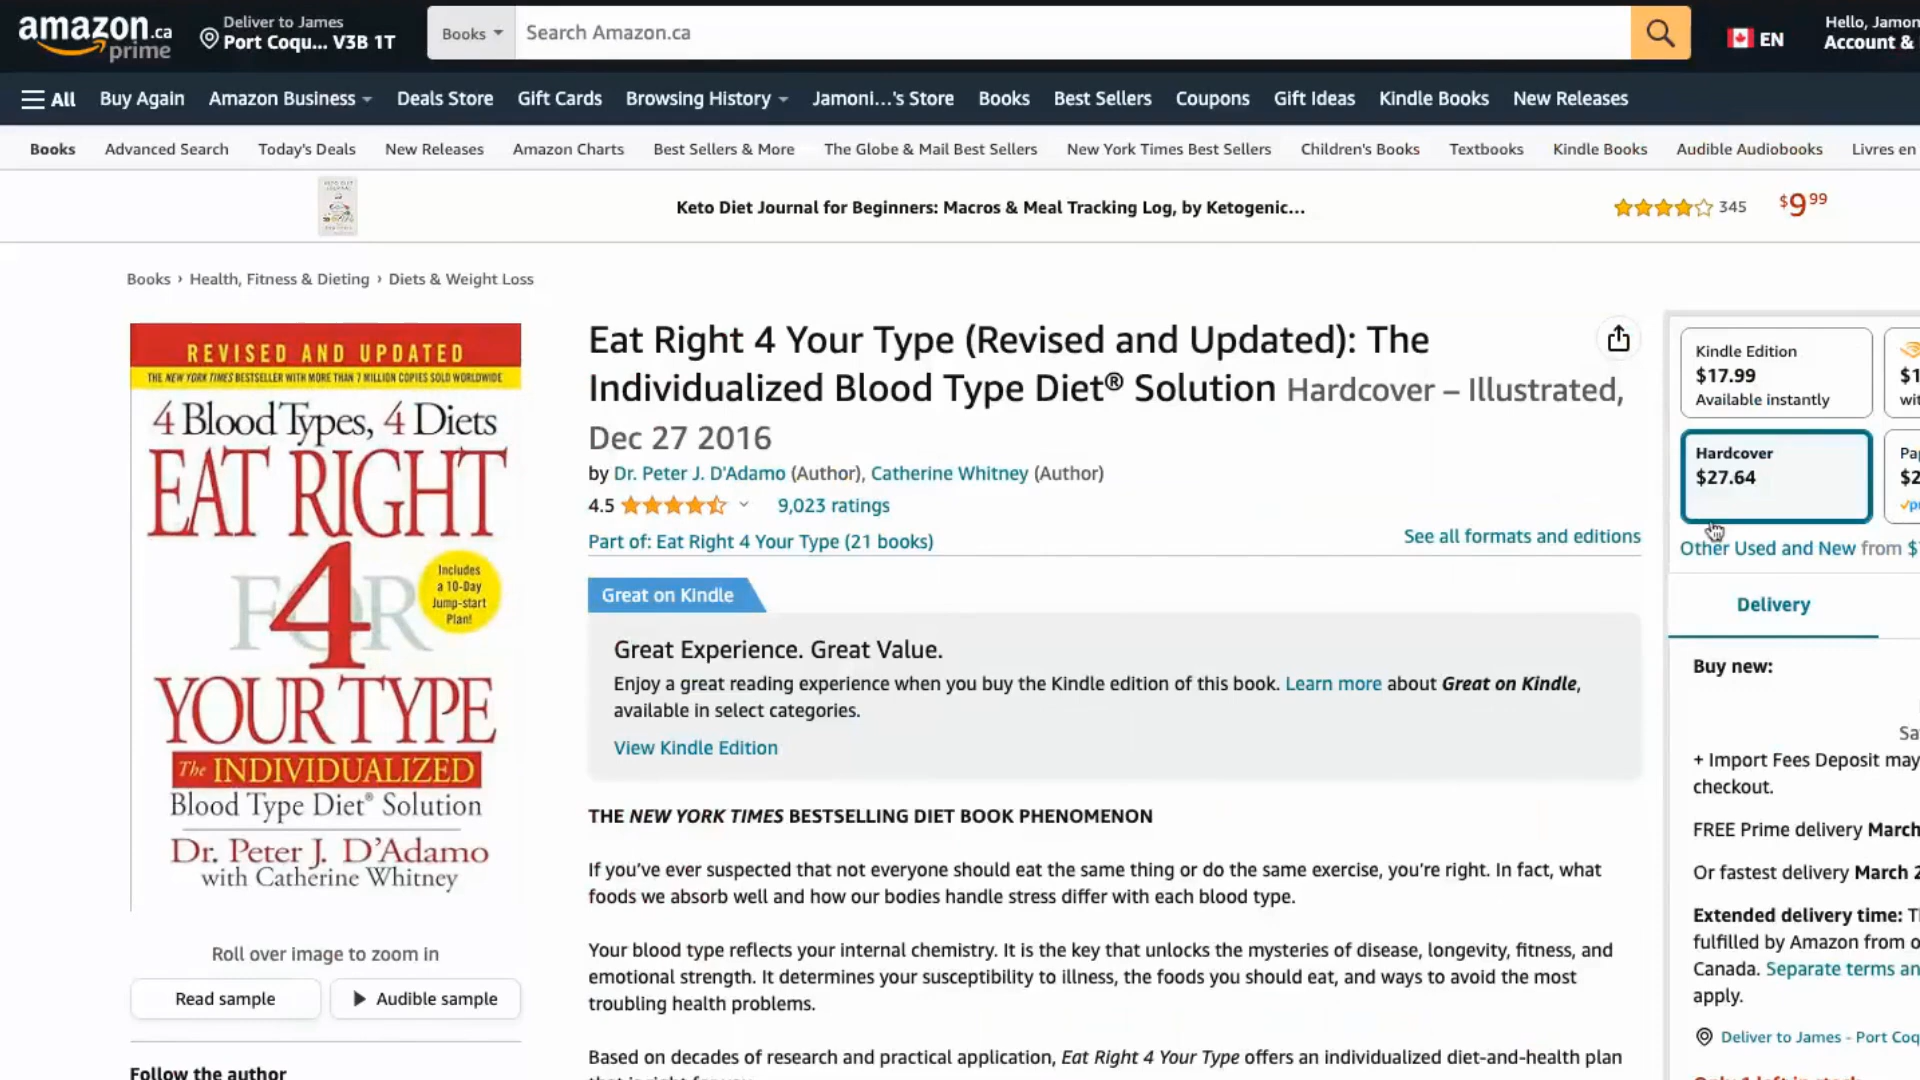 amazon.ca
prime
Deliver to James
Port Coqu... V3B 1T
Books
Search Amazon.ca
EN
Hello, Jamon
Account &
All
Buy Again
Amazon Business
Deals Store
Gift Cards
Browsing History
Jamoni...'s Store
Books
Best Sellers
Coupons
Gift Ideas
Kindle Books
New Releases
Books
Advanced Search
Today's Deals
New Releases
Amazon Charts
Best Sellers & More
The Globe & Mail Best Sellers
New York Times Best Sellers
Children's Books
Textbooks
Kindle Books
Audible Audiobooks
Livres en
Keto Diet Journal for Beginners: Macros & Meal Tracking Log, by Ketogenic...
345
$9 99
Books › Health, Fitness & Dieting › Diets & Weight Loss
REVISED AND UPDATED
THE NEW YORK TIMES BESTSELLER WITH MORE THAN 7 MILLION COPIES SOLD WORLDWIDE
4 Blood Types, 4 Diets
EAT RIGHT
FOR
4
Includes
a 10-Day
Jump-start
Plan!
YOUR TYPE
The INDIVIDUALIZED
Blood Type Diet® Solution
Dr. Peter J. D'Adamo
with Catherine Whitney
Roll over image to zoom in
Read sample
Audible sample
Follow the author
Eat Right 4 Your Type (Revised and Updated): The
Individualized Blood Type Diet® Solution Hardcover – Illustrated,
Dec 27 2016
by Dr. Peter J. D'Adamo (Author), Catherine Whitney (Author)
4.5
9,023 ratings
Part of: Eat Right 4 Your Type (21 books)
See all formats and editions
Great on Kindle
Great Experience. Great Value.
Enjoy a great reading experience when you buy the Kindle edition of this book. Learn more about Great on Kindle,
available in select categories.
View Kindle Edition
THE NEW YORK TIMES BESTSELLING DIET BOOK PHENOMENON
If you've ever suspected that not everyone should eat the same thing or do the same exercise, you're right. In fact, what
foods we absorb well and how our bodies handle stress differ with each blood type.
Your blood type reflects your internal chemistry. It is the key that unlocks the mysteries of disease, longevity, fitness, and
emotional strength. It determines your susceptibility to illness, the foods you should eat, and ways to avoid the most
troubling health problems.
Based on decades of research and practical application, Eat Right 4 Your Type offers an individualized diet-and-health plan
Kindle Edition
$17.99
Available instantly
$1
wit
Hardcover
$27.64
Pa
$2
Other Used and New from $
Delivery
Buy new:
Sa
+ Import Fees Deposit may
checkout.
FREE Prime delivery March
Or fastest delivery March 2
Extended delivery time: T
fulfilled by Amazon from o
Canada. Separate terms an
apply.
Deliver to James - Port Coq